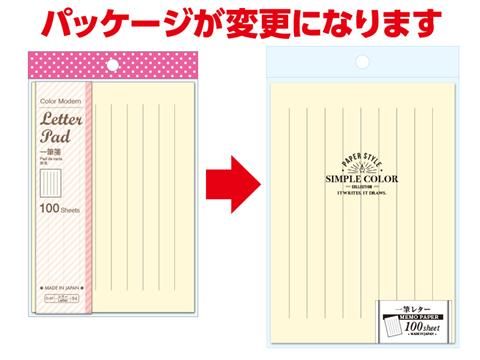 パッケージが変更になります
Color Modern
Letter
Pad
一筆箋
100 Sheets
MADE IN JAPAN
PAPER STYLE
SIMPLE COLOR
COLLECTION
IT WRITES, IT DRAWS.
一筆レター
MEMO PAPER
100 sheet
MADE IN JAPAN